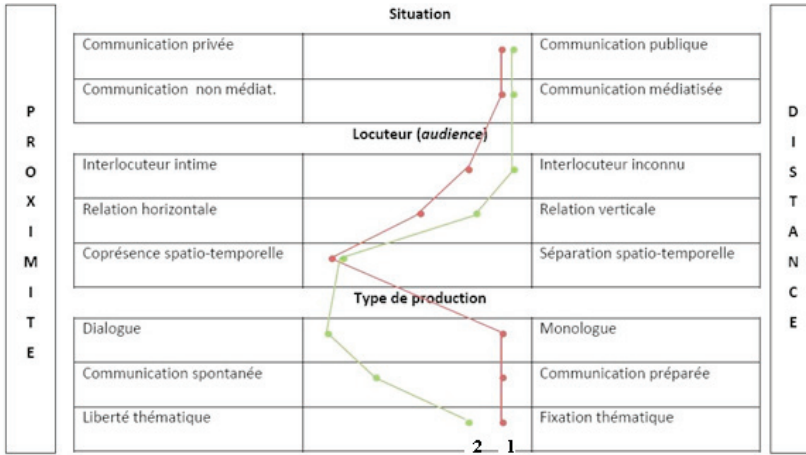 Situation
Communication privée Communication publique
Communication non médiat. Communication médiatisée
Locuteur (audience)
Interlocuteur intime Interlocuteur inconnu
Relation horizontale Relation verticale
Coprésence spatio-temporelle Séparation spatio-temporelle
Type de production
Dialogue Monologue
Communication spontanée Communication préparée
Liberté thématique Fixation thématique
2 1
PROXIMITE
DISTANCE